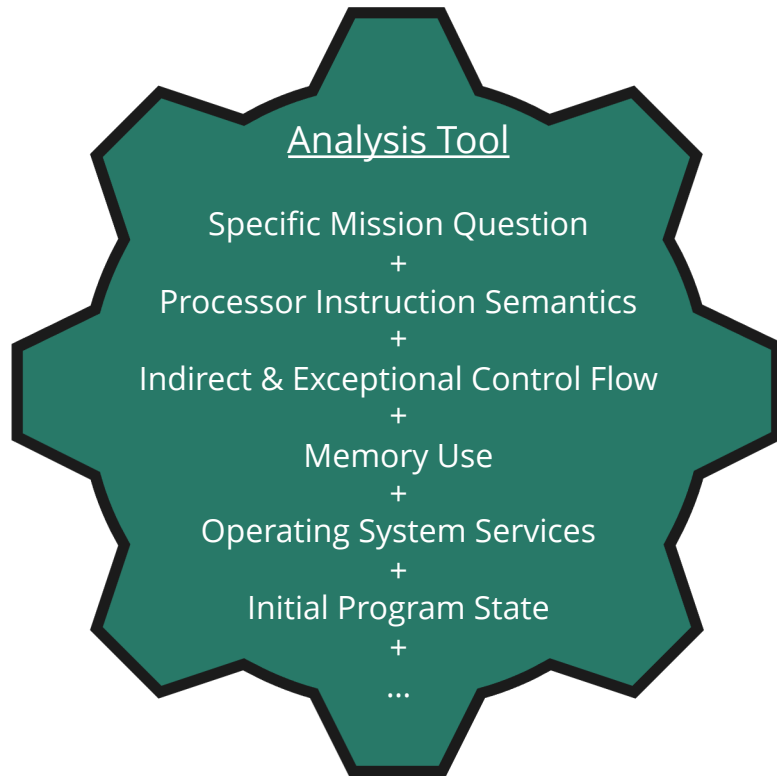 Analysis Tool
Specific Mission Question
+
Processor Instruction Semantics
+
Indirect & Exceptional Control Flow
+
Memory Use
+
Operating System Services
+
Initial Program State
+
...